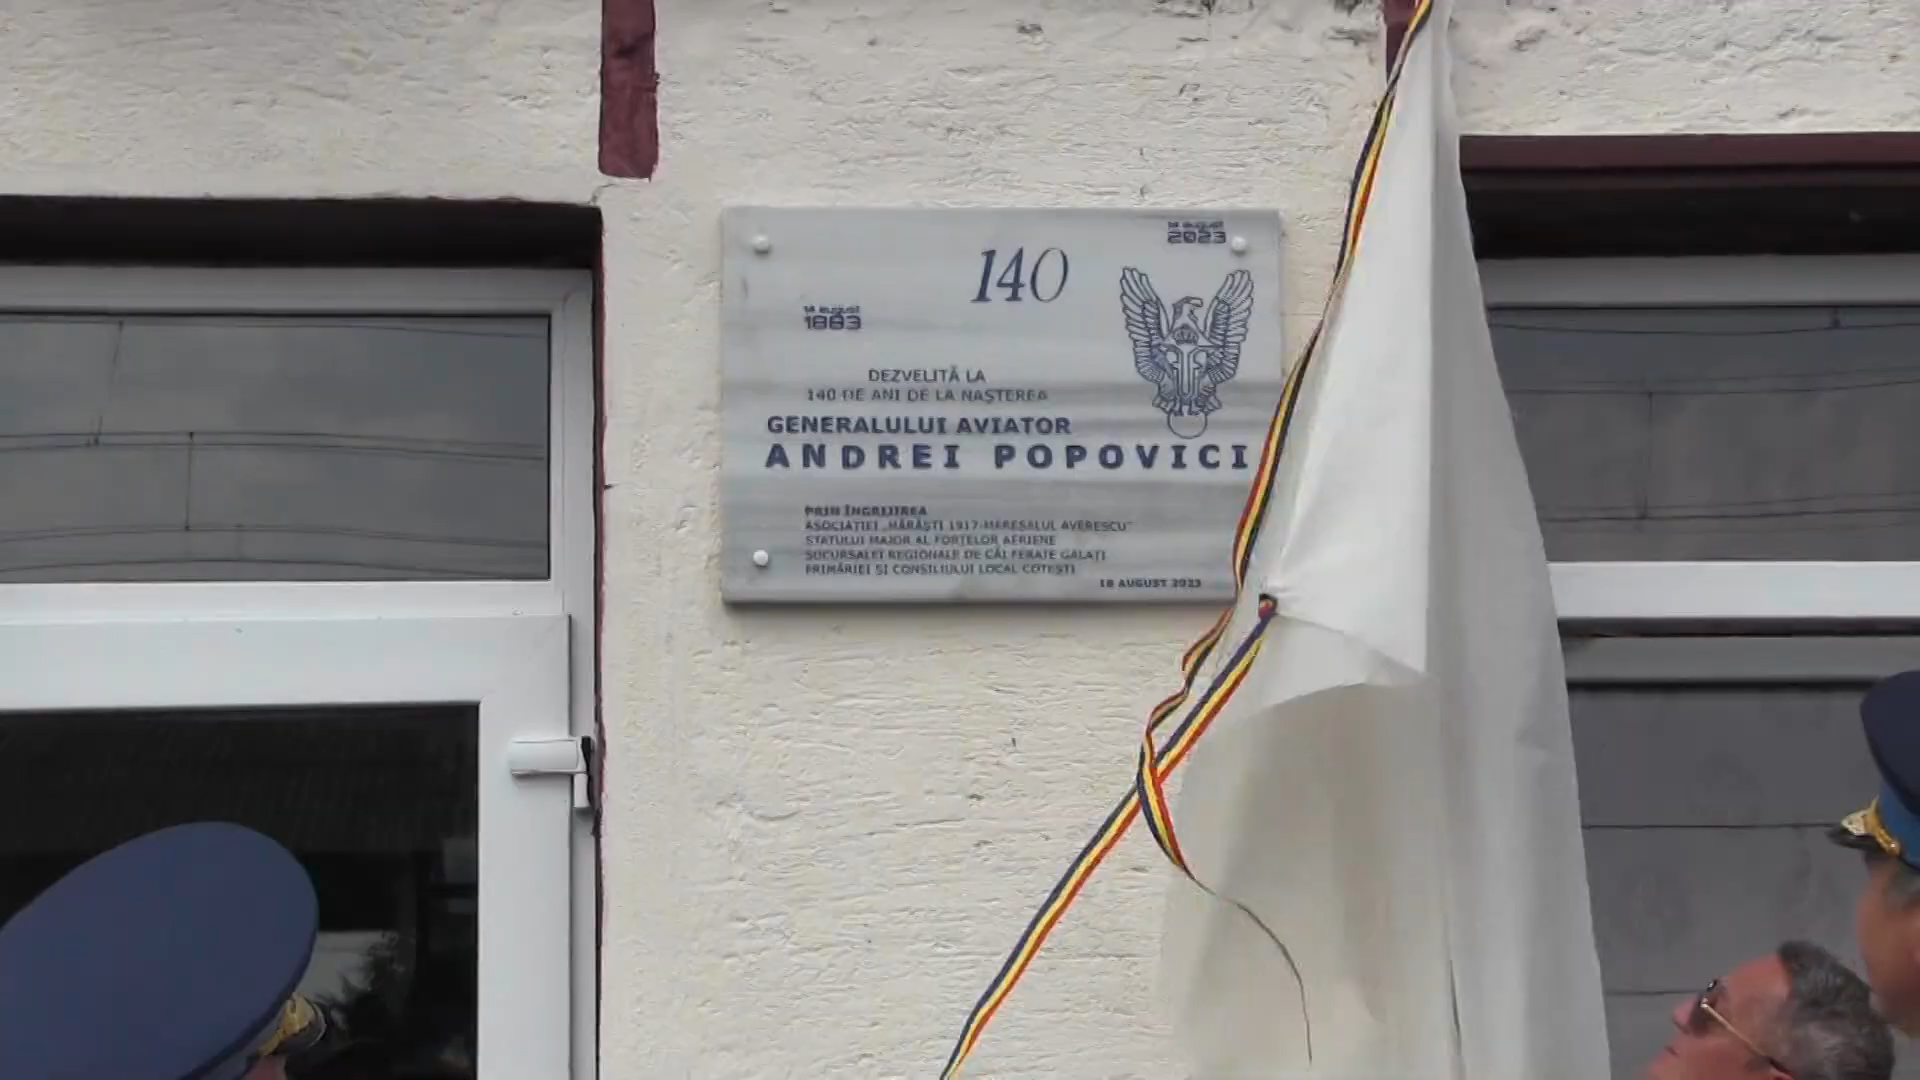 140
14 august
2023
14 august
1883
DEZVELITĂ LA
140 DE ANI DE LA NAȘTEREA
GENERALULUI AVIATOR
ANDREI POPOVICI
PRIN ÎNGRIJIREA
ASOCIAȚIEI „MĂRĂȘTI 1917-MAREȘALUL AVERESCU”
STATULUI MAJOR AL FORȚELOR AERIENE
SUCURSALEI REGIONALE DE CĂI FERATE GALAȚI
PRIMĂRIEI ȘI CONSILIULUI LOCAL COTEȘTI
18 AUGUST 2023